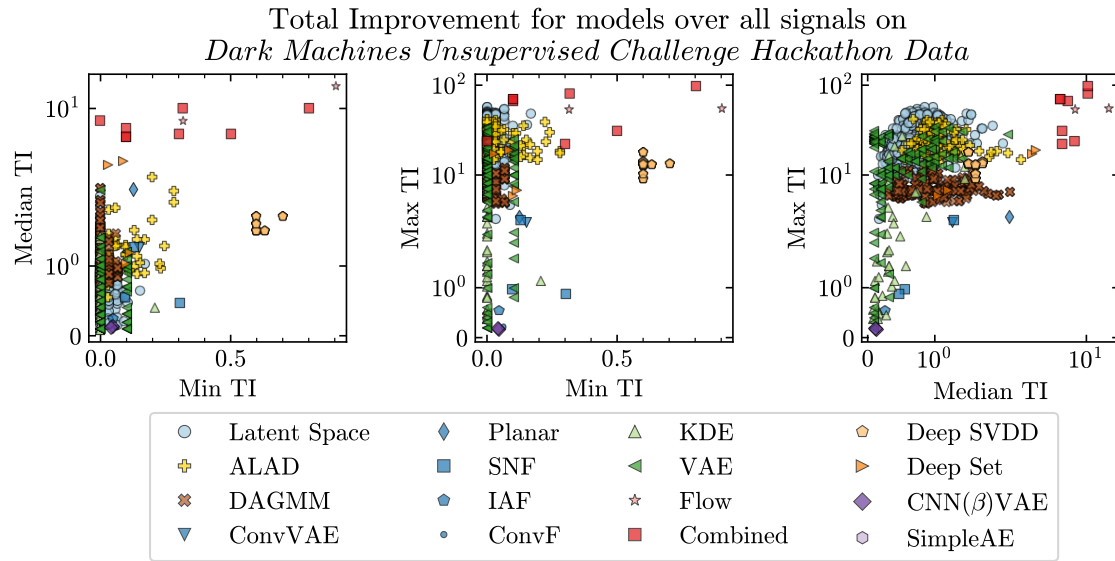 Total Improvement for models over all signals on
Dark Machines Unsupervised Challenge Hackathon Data
Median TI
10^1
10^0
0
0.0
0.5
Min TI
Max TI
10^2
10^1
10^0
0
0.0
0.5
Min TI
Max TI
10^2
10^1
10^0
0
0
10^0
10^1
Median TI
Latent Space
Planar
KDE
Deep SVDD
ALAD
SNF
VAE
Deep Set
DAGMM
IAF
Flow
CNN(β)VAE
ConvVAE
ConvF
Combined
SimpleAE